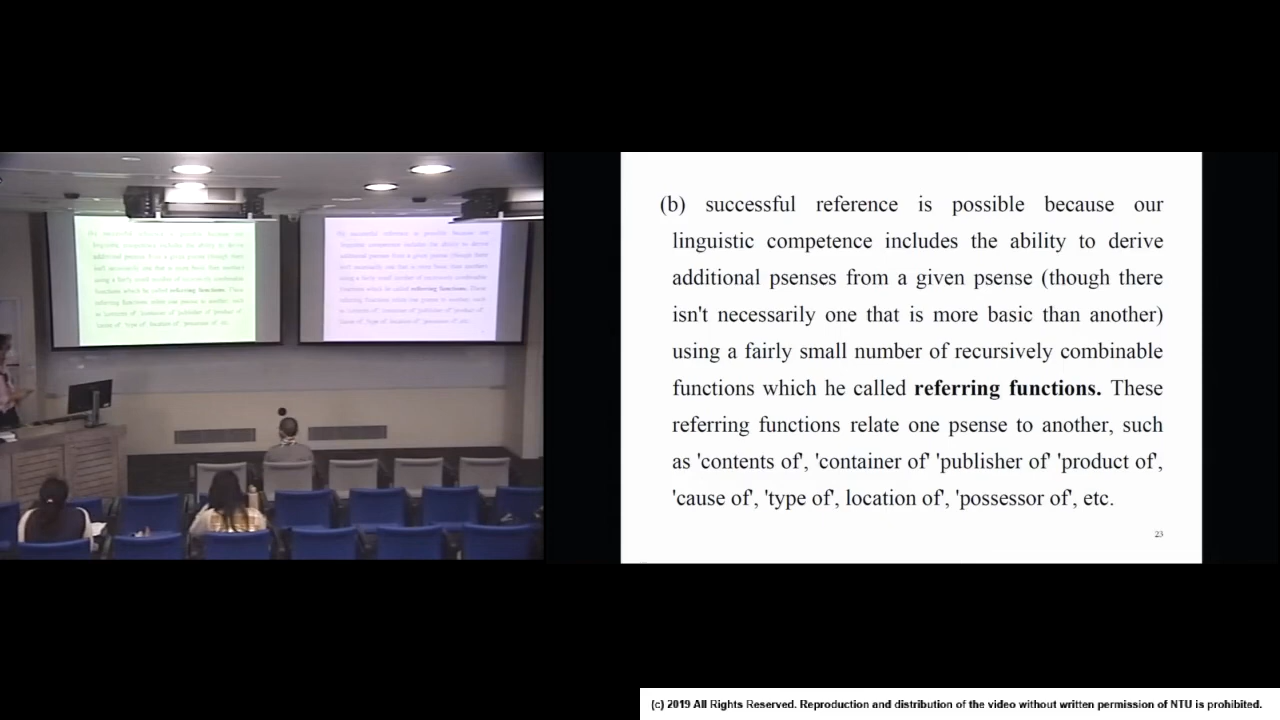 (b) successful reference is possible because our
linguistic competence includes the ability to derive
additional psenses from a given psense (though there
isn't necessarily one that is more basic than another)
using a fairly small number of recursively combinable
functions which he called referring functions. These
referring functions relate one psense to another, such
as 'contents of', 'container of' 'publisher of' 'product of',
'cause of', 'type of', location of', 'possessor of', etc.
23
(c) 2019 All Rights Reserved. Reproduction and distribution of the video without written permission of NTU is prohibited.